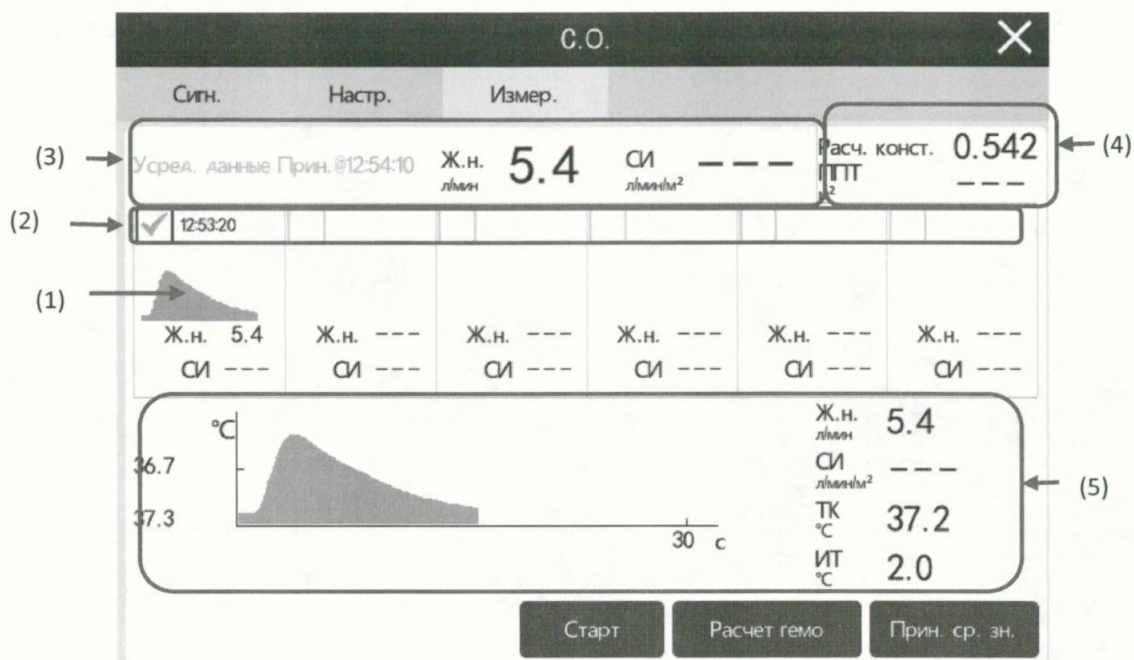 С.О.
Сигн. Настр. Измер.
(3) Усред. данные Прин.@12:54:10 Ж.н. л/мин 5.4 СИ л/мин/м² --- Расч. конст. 0.542 (4)
ППТ м² ---
(2) 12:53:20
(1)
Ж.н. 5.4 Ж.н. --- Ж.н. --- Ж.н. --- Ж.н. --- Ж.н. ---
СИ --- СИ --- СИ --- СИ --- СИ --- СИ ---
°C
36.7
37.3
30 с
Ж.н. л/мин 5.4
СИ л/мин/м² ---
(5)
ТК °C 37.2
ИТ °C 2.0
Старт Расчет гемо Прин. ср. зн.